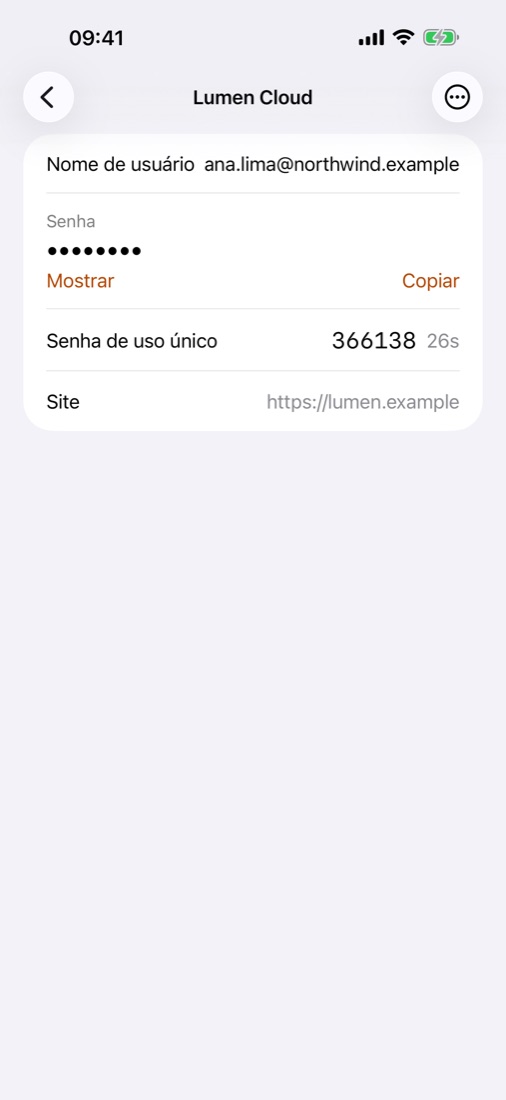 09:41
Lumen Cloud
Nome de usuário ana.lima@northwind.example
Senha
••••••••
Mostrar Copiar
Senha de uso único 366138 26s
Site https://lumen.example